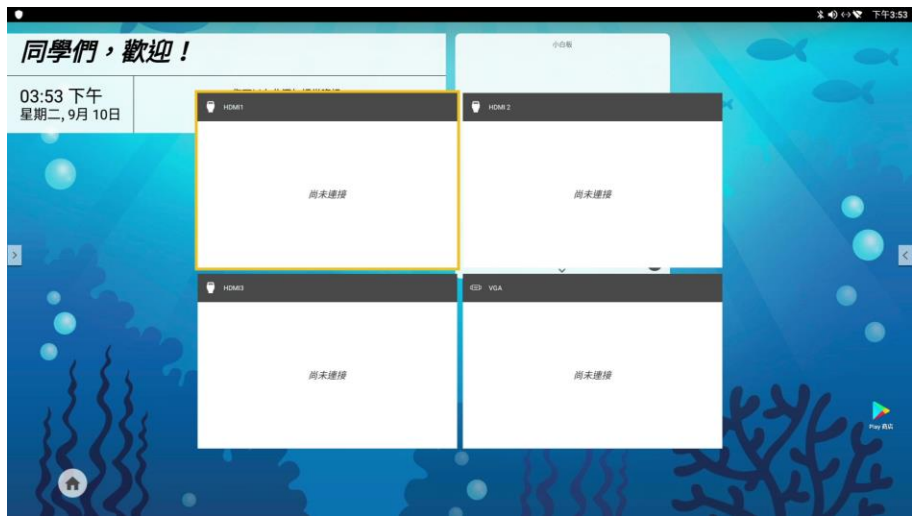 下午3:53
同學們，歡迎！
小白板
03:53 下午
星期二, 9月 10日
HDMI1
HDMI 2
尚未連接
尚未連接
HDMI3
VGA
尚未連接
尚未連接
Play 商店